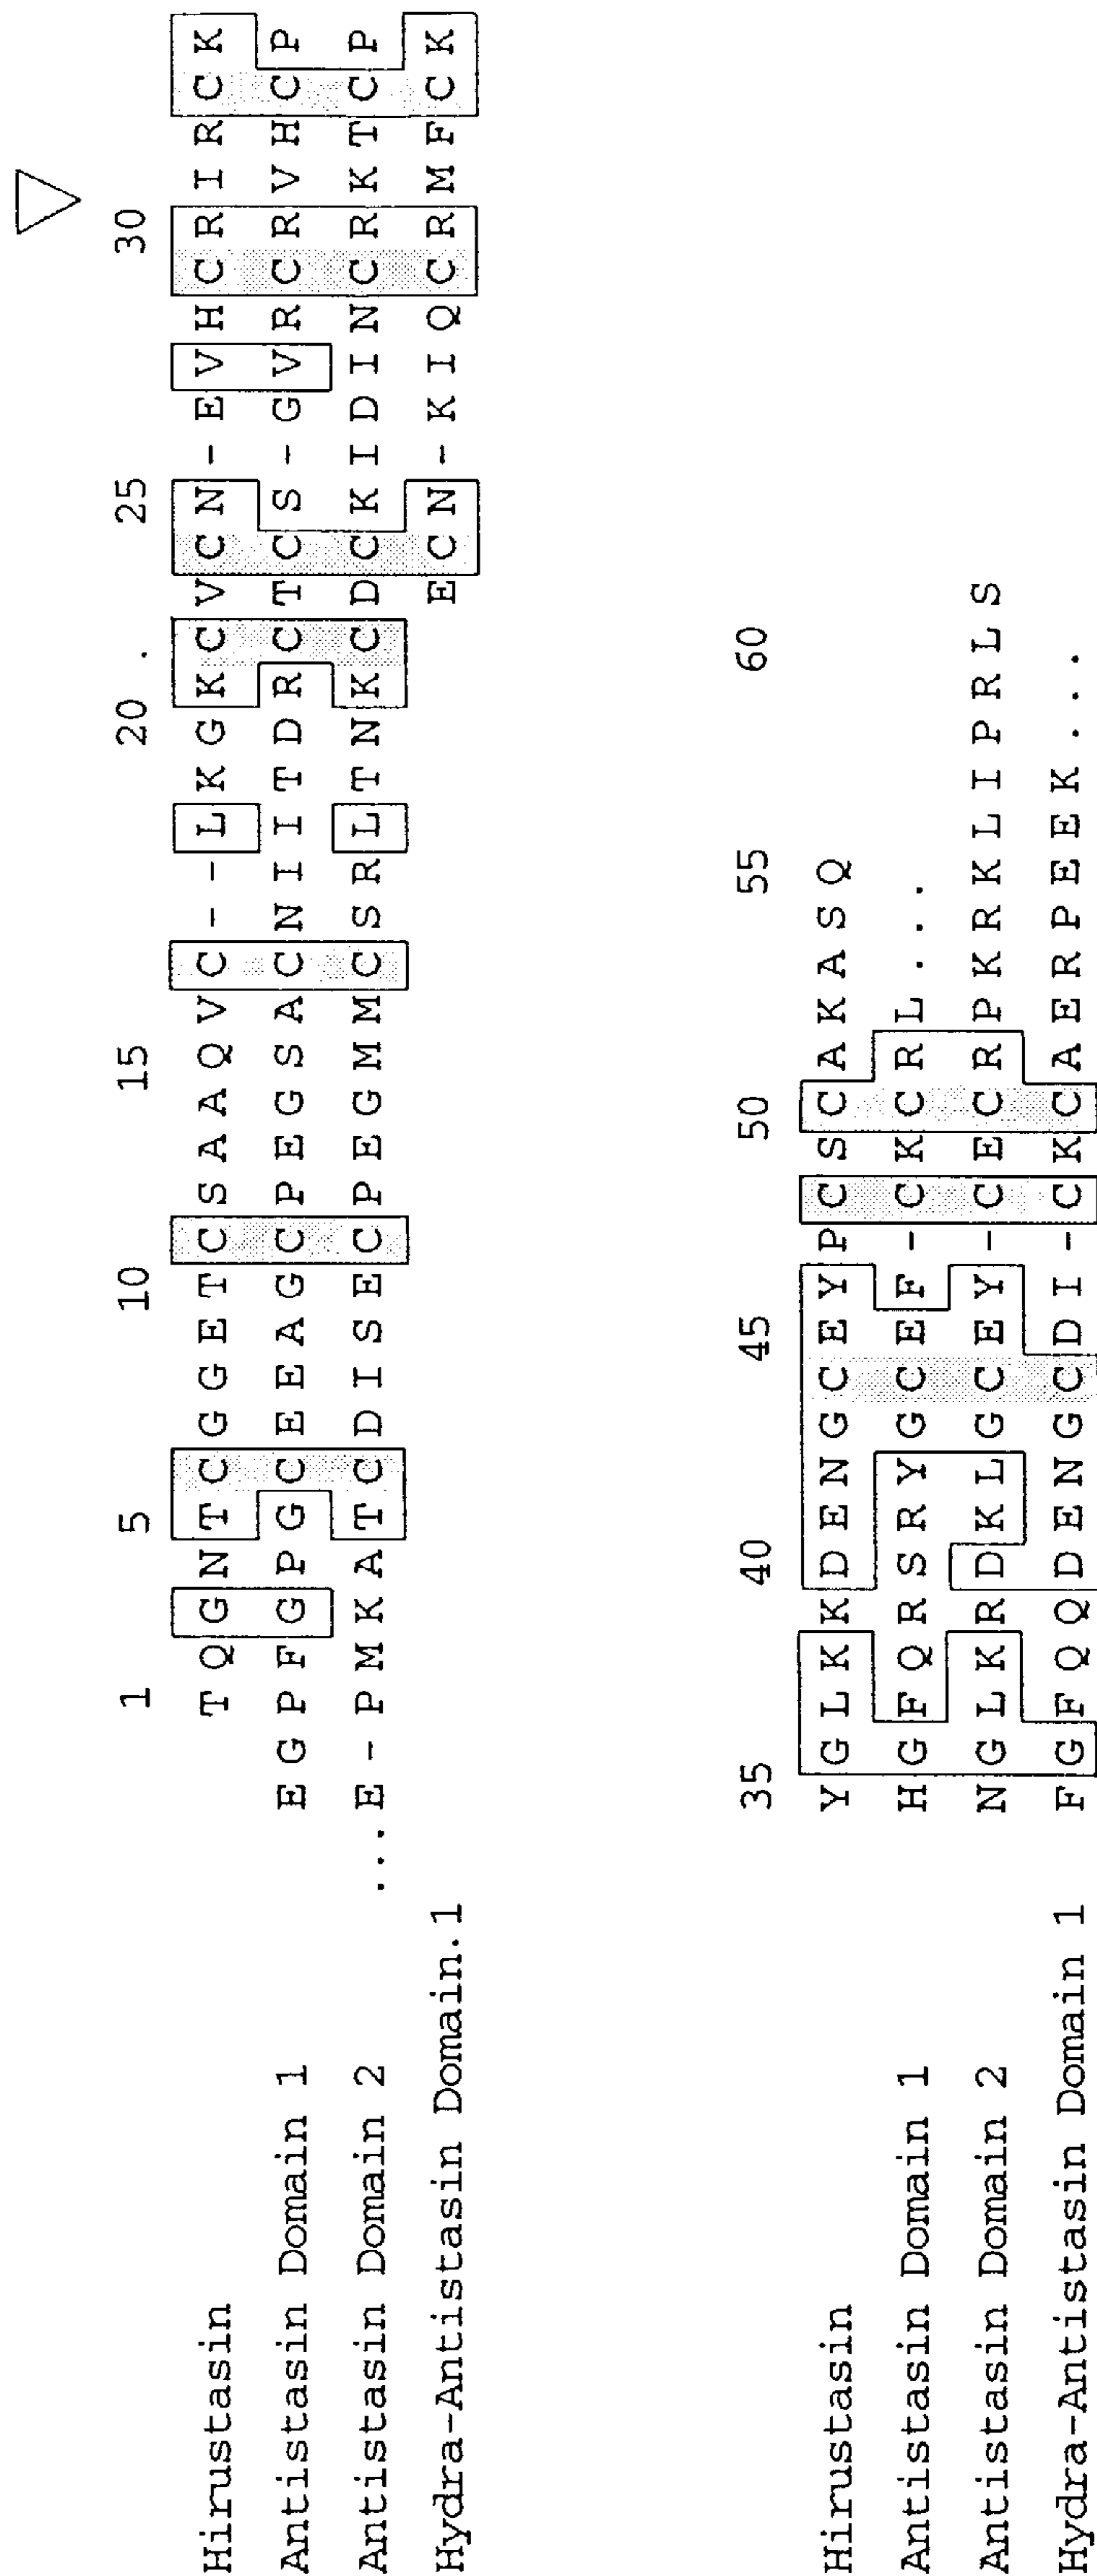 1 5 10 15 20 . 25 30
Hirustasin T Q G N T C G G E T C S A A Q V C - - L K G K C V C N - E V H C R I R C K
Antistasin Domain 1 E G P F G P G C E E A G C P E G S A C N I I T D R C T C S - G V R C R V H C P
Antistasin Domain 2 ...E - P M K A T C D I S E C P E G M M C S R L T N K C D C K I D I N C R K T C P
Hydra-Antistasin Domain.1 E C N - K I Q C R M F C K
35 40 45 50 55 60
Hirustasin Y G L K K D E N G C E Y P C S C A K A S Q
Antistasin Domain 1 H G F Q R S R Y G C E F - C K C R L . . .
Antistasin Domain 2 N G L K R D K L G C E Y - C E C R P K R K L I P R L S
Hydra-Antistasin Domain 1 F G F Q Q D E N G C D I - C K C A E R P E E K . . .